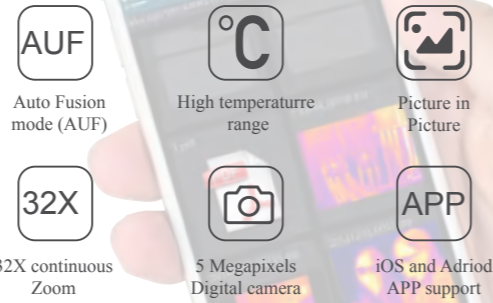 AUF
°C
Auto Fusion
mode (AUF)
High temperaturre
range
Picture in
Picture
32X
APP
32X continuous
Zoom
5 Megapixels
Digital camera
iOS and Adriod
APP support